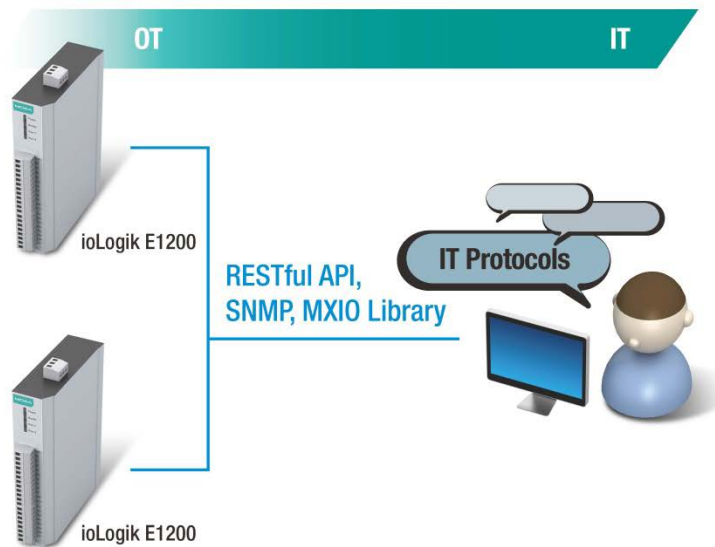 OT
IT
ioLogik E1200
RESTful API,
SNMP, MXIO Library
IT Protocols
ioLogik E1200